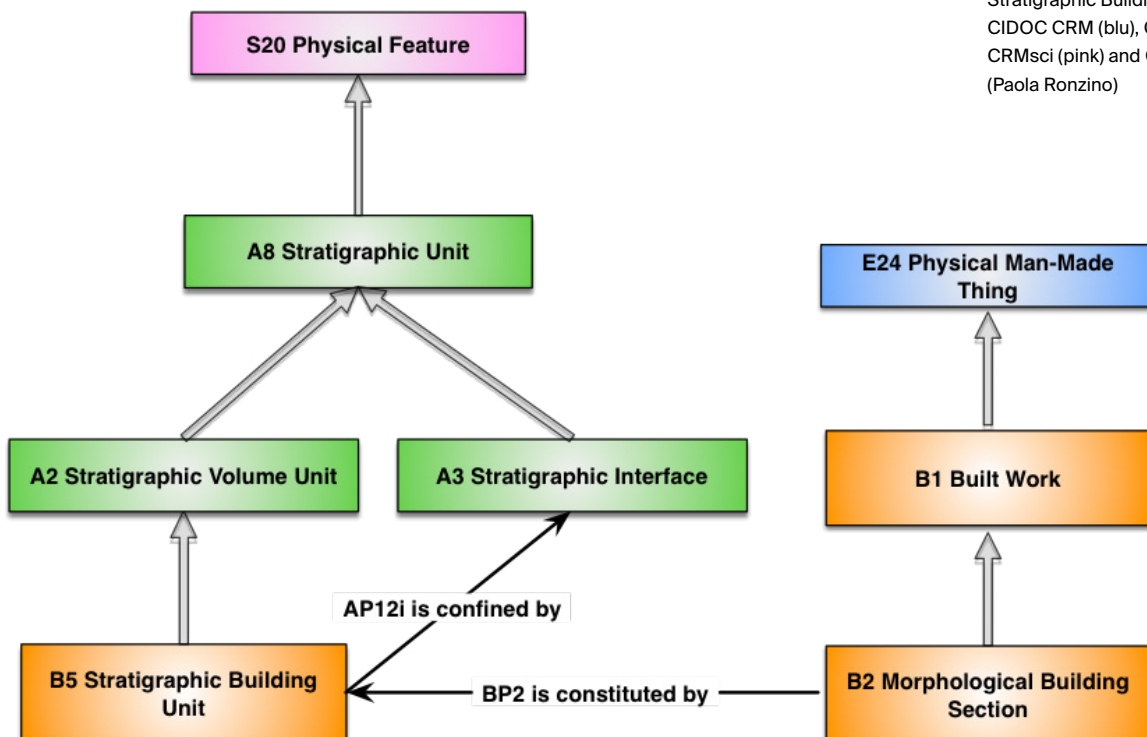 Stratigraphic
CIDOC CRM (blu),
CRMsci (pink) and
(Paola Ronzino)
S20 Physical Feature
A8 Stratigraphic Unit
E24 Physical Man-Made
Thing
A2 Stratigraphic Volume Unit
A3 Stratigraphic Interface
B1 Built Work
AP12i is confined by
B5 Stratigraphic Building
Unit
BP2 is constituted by
B2 Morphological Building
Section